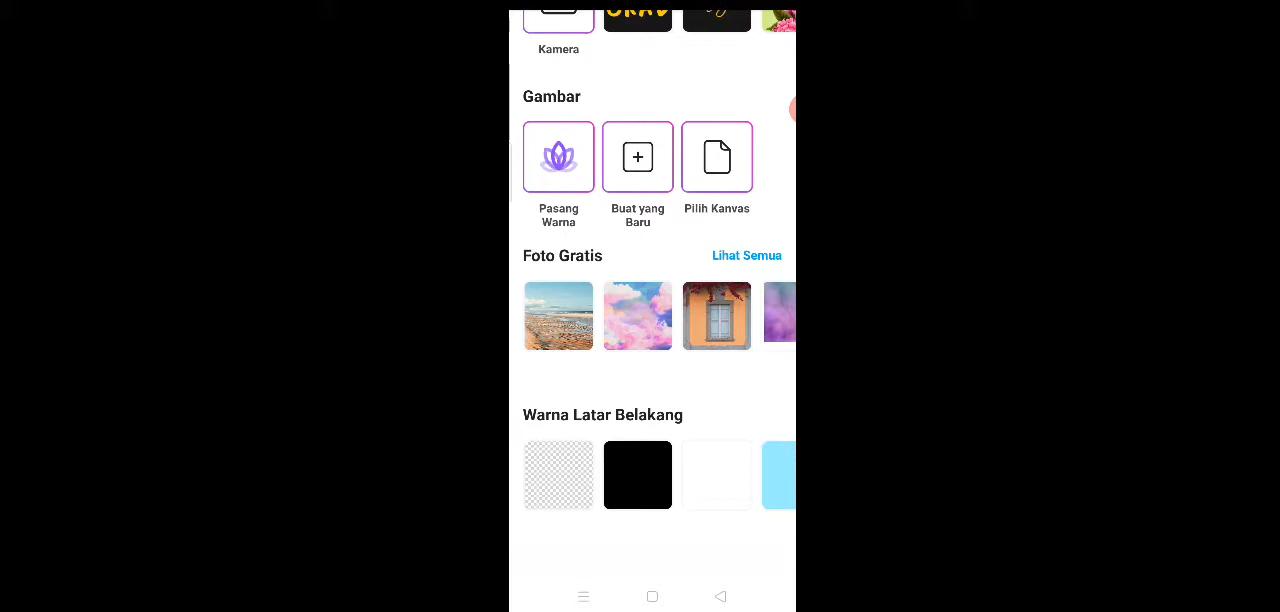 Kamera
Gambar
Pasang
Warna
Buat yang
Baru
Pilih Kanvas
Foto Gratis
Lihat Semua
Warna Latar Belakang